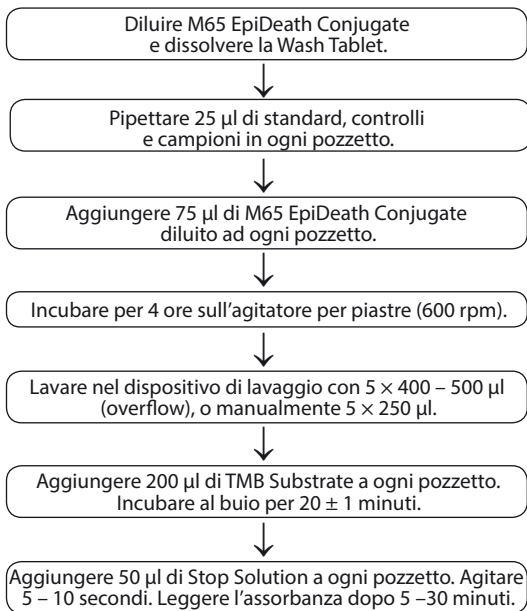 Diluire M65 EpiDeath Conjugate
e dissolvere la Wash Tablet.
Pipettare 25 µl di standard, controlli
e campioni in ogni pozzetto.
Aggiungere 75 µl di M65 EpiDeath Conjugate
diluito ad ogni pozzetto.
Incubare per 4 ore sull’agitatore per piastre (600 rpm).
Lavare nel dispositivo di lavaggio con 5 × 400 – 500 µl
(overflow), o manualmente 5 × 250 µl.
Aggiungere 200 µl di TMB Substrate a ogni pozzetto.
Incubare al buio per 20 ± 1 minuti.
Aggiungere 50 µl di Stop Solution a ogni pozzetto. Agitare
5 – 10 secondi. Leggere l’assorbanza dopo 5 –30 minuti.